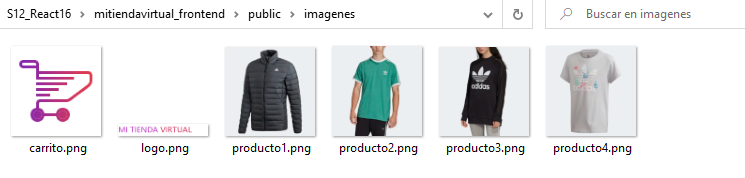 S12_React16 > mitiendavirtual_frontend > public > imagenes
Buscar en imagenes
MI TIENDA VIRTUAL
adidas
carrito.png
logo.png
producto1.png
producto2.png
producto3.png
producto4.png